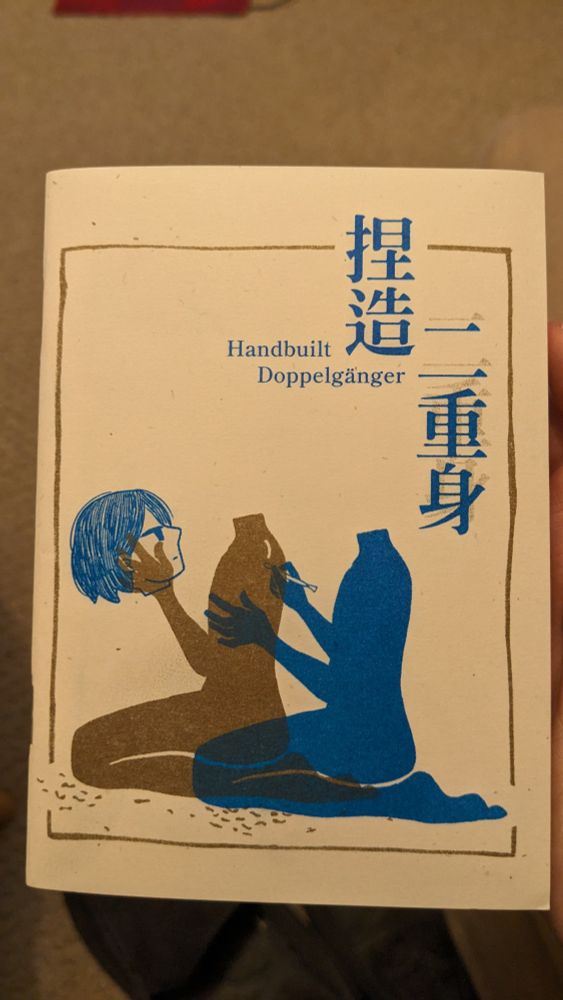 捏造
二重身
Handbuilt
Doppelgänger